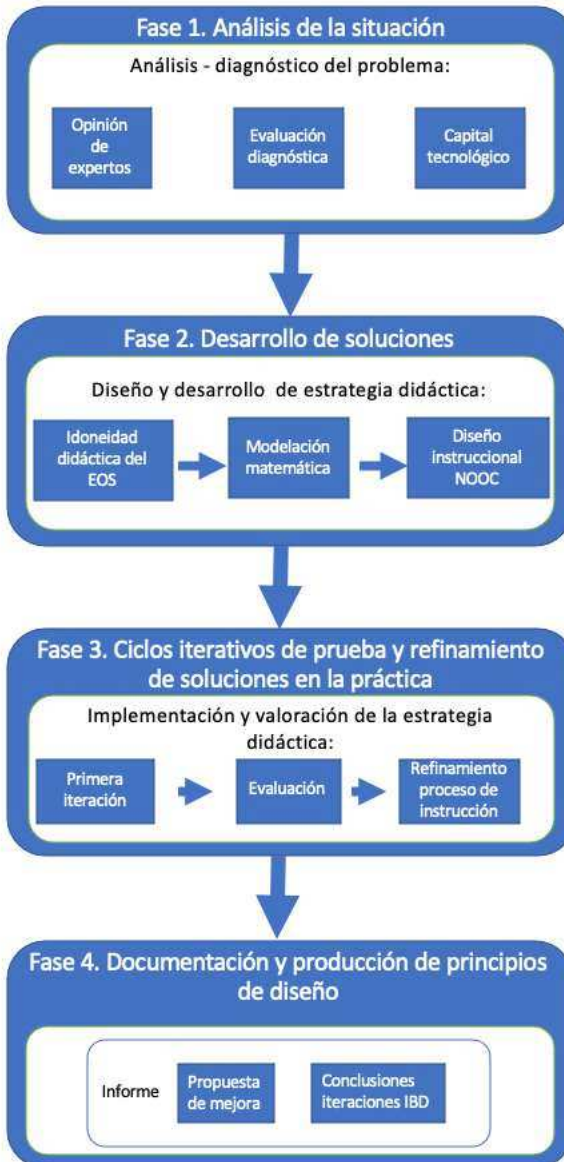 Fase 1. Análisis de la situación
Análisis - diagnóstico del problema:
Opinión
de
expertos
Evaluación
diagnóstica
Capital
tecnológico
Fase 2. Desarrollo de soluciones
Diseño y desarrollo de estrategia didáctica:
Idoneidad
didáctica del
EOS
Modelación
matemática
Diseño
instruccional
NOOC
Fase 3. Ciclos iterativos de prueba y refinamiento
de soluciones en la práctica
Implementación y valoración de la estrategia
didáctica:
Primera
iteración
Evaluación
Refinamiento
proceso de
instrucción
Fase 4. Documentación y producción de principios
de diseño
Informe
Propuesta
de mejora
Conclusiones
iteraciones IBD